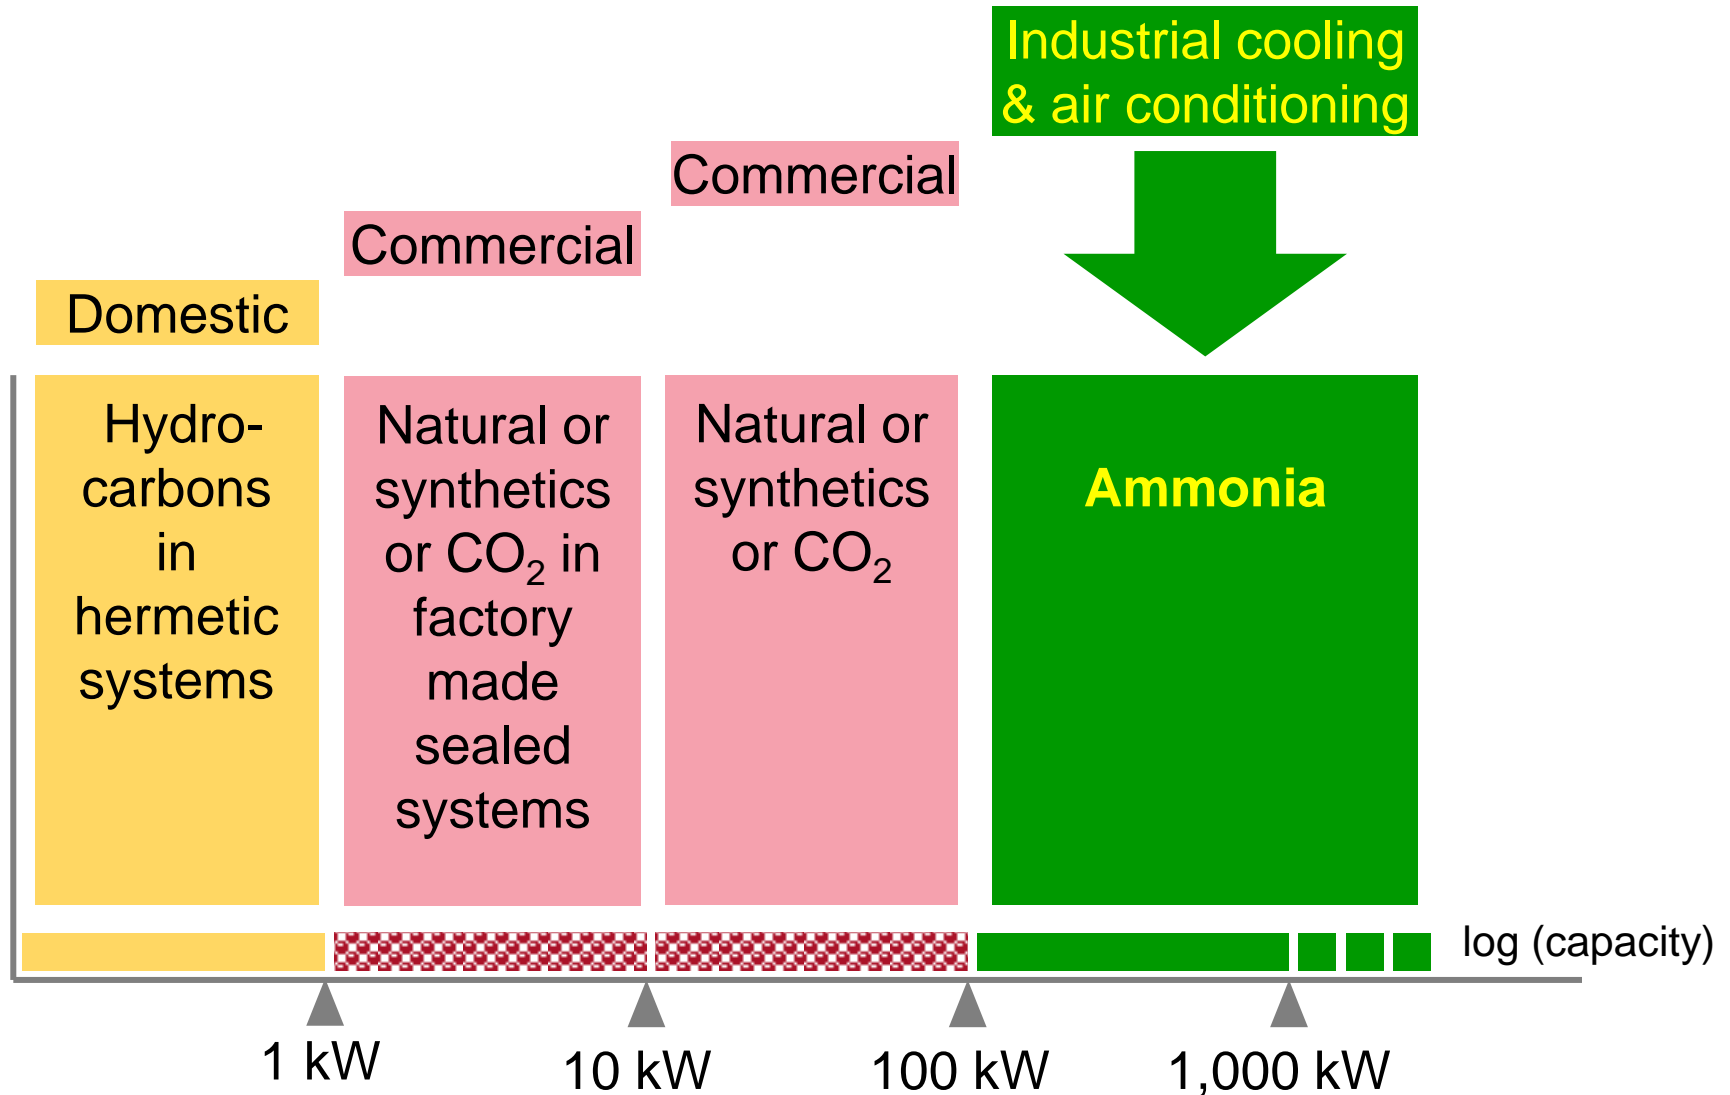 Industrial cooling
& air conditioning
Commercial
Commercial
Domestic
Hydro-
carbons
in
hermetic
systems
Natural or
synthetics
or CO₂ in
factory
made
sealed
systems
Natural or
synthetics
or CO₂
Ammonia
log (capacity)
1 kW
10 kW
100 kW
1,000 kW